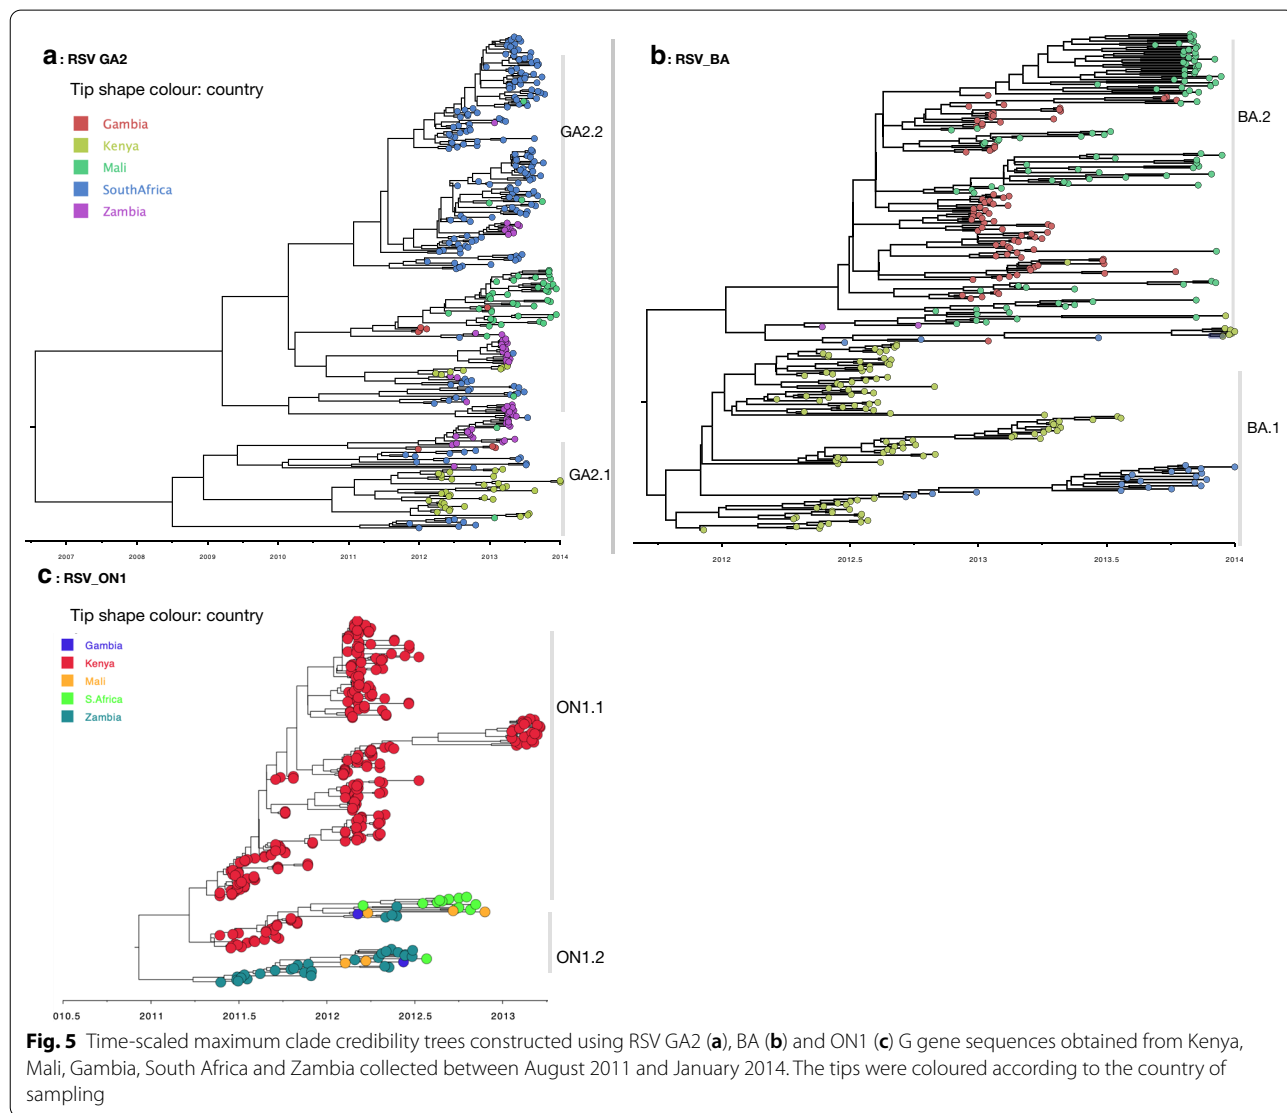 a: RSV GA2
Tip shape colour: country
Gambia
Kenya
Mali
SouthAfrica
Zambia
GA2.2
GA2.1
2007 2008 2009 2010 2011 2012 2013 2014
b: RSV_BA
BA.2
BA.1
2012 2012.5 2013 2013.5 2014
c: RSV_ON1
Tip shape colour: country
Gambia
Kenya
Mali
S.Africa
Zambia
ON1.1
ON1.2
010.5 2011 2011.5 2012 2012.5 2013
Fig. 5 Time-scaled maximum clade credibility trees constructed using RSV GA2 (a), BA (b) and ON1 (c) G gene sequences obtained from Kenya,
Mali, Gambia, South Africa and Zambia collected between August 2011 and January 2014. The tips were coloured according to the country of
sampling